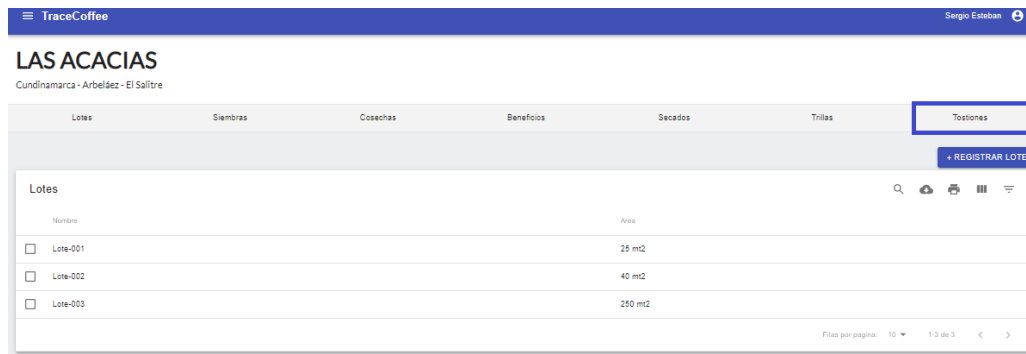 TraceCoffee Sergio Esteban
LAS ACACIAS
Cundinamarca - Arbeláez - El Salitre
Lotes Siembras Cosechas Beneficios Secados Trillas Tostiones
+ REGISTRAR LOTE
Lotes
Nombre Area
Lote-001 25 mt2
Lote-002 40 mt2
Lote-003 250 mt2
Filas por pagina: 10 1-3 de 3